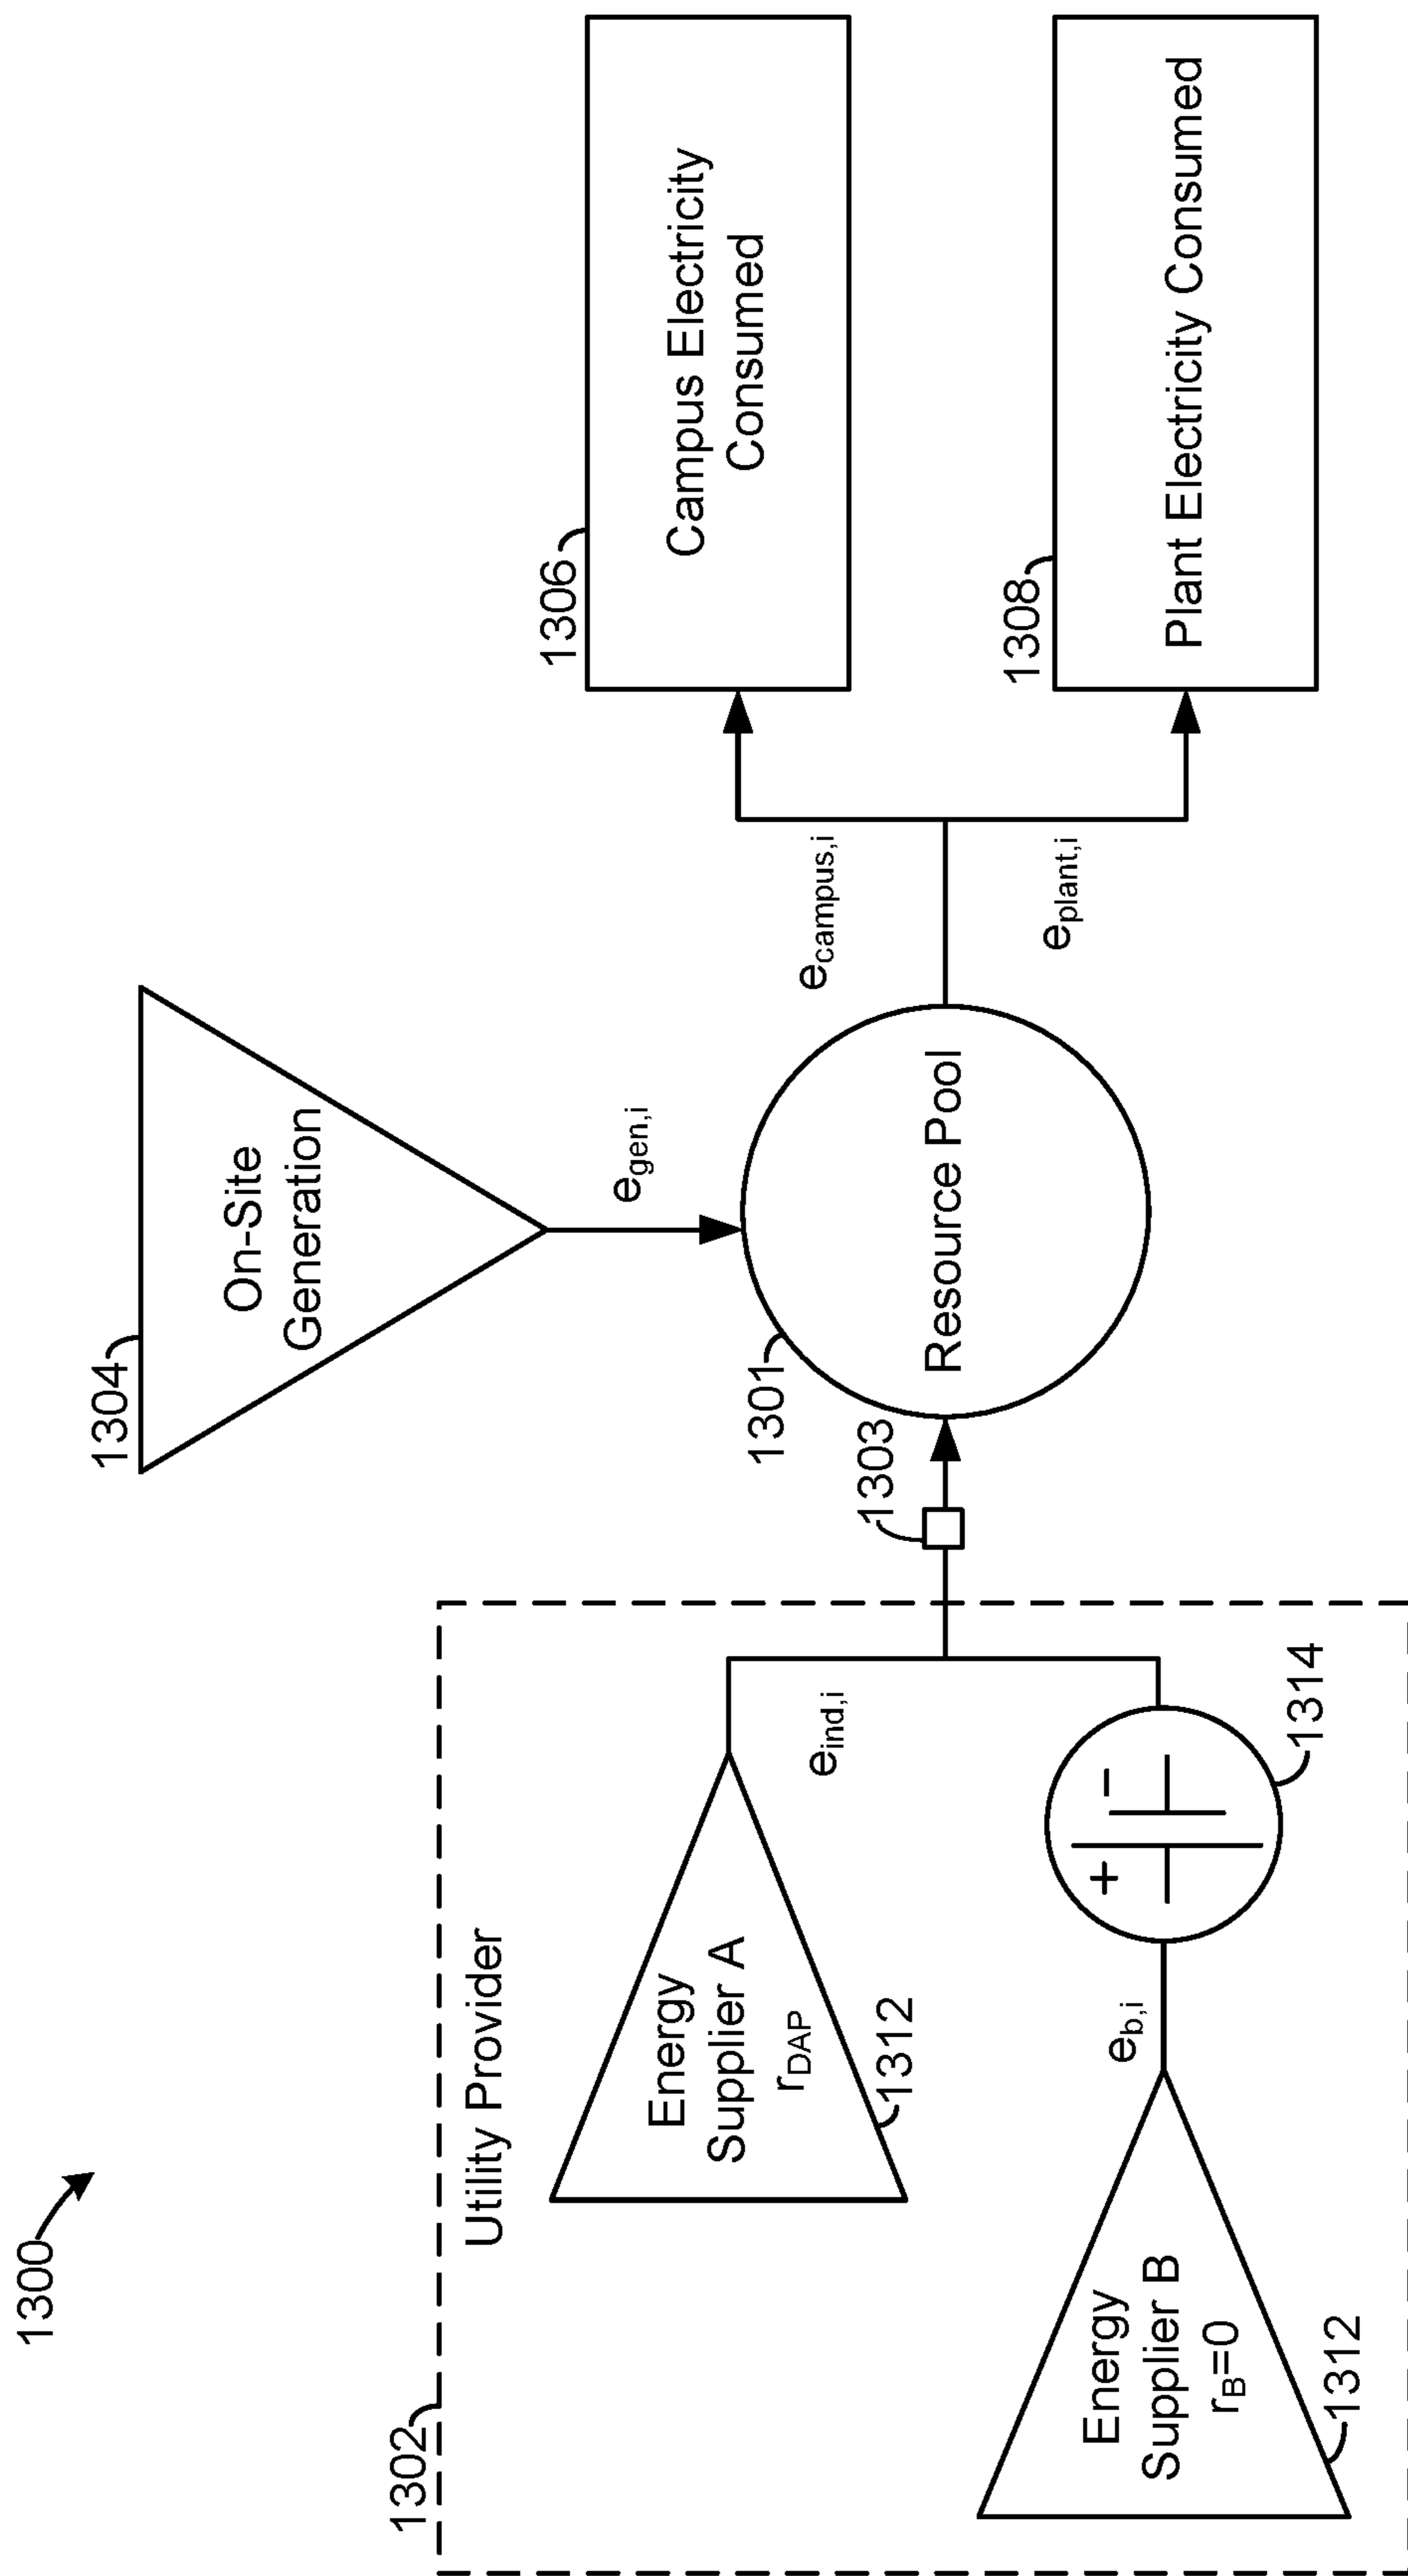 1300
1302
Utility Provider
Energy
Supplier A
r_DAP
1312
e_ind,i
Energy
Supplier B
r_B=0
1312
e_b,i
+ -
1314
1303
1304
On-Site
Generation
e_gen,i
1301
Resource Pool
e_campus,i
e_plant,i
1306
Campus Electricity
Consumed
1308
Plant Electricity Consumed